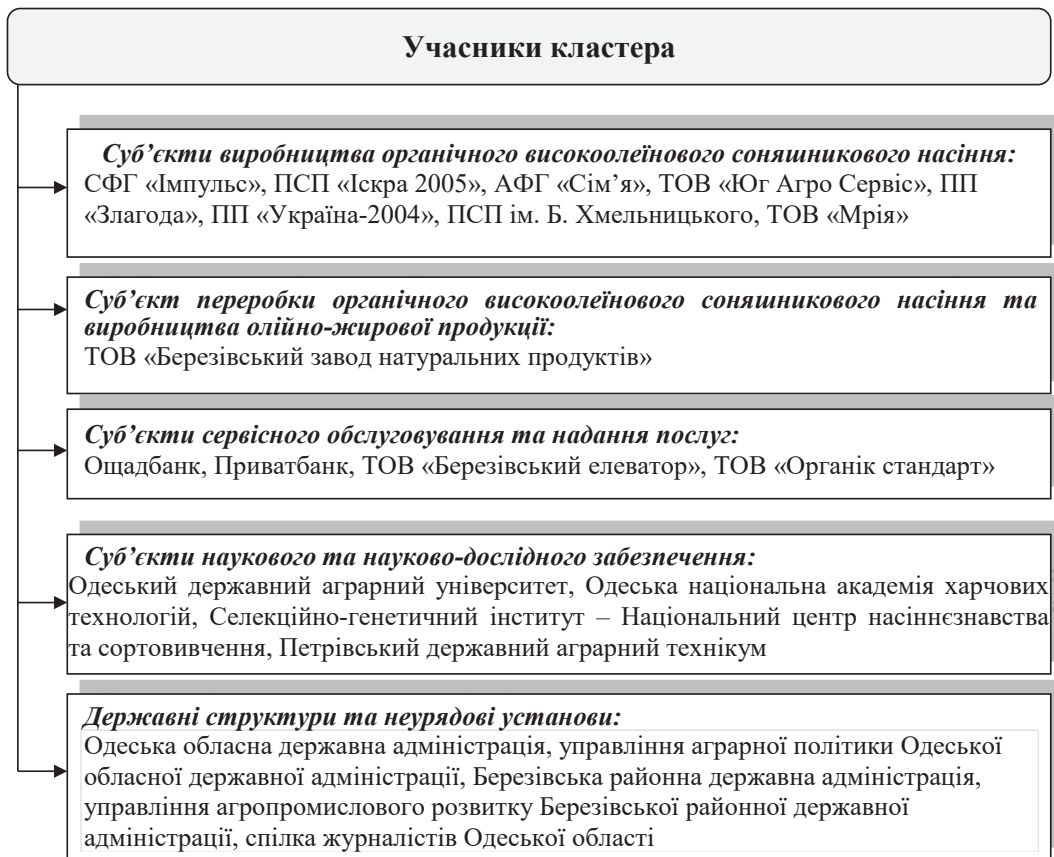 Учасники кластера
Суб’єкти виробництва органічного високоолеїнового соняшникового насіння:
СФГ «Імпульс», ПСП «Іскра 2005», АФГ «Сім’я», ТОВ «Юг Агро Сервіс», ПП
«Злагода», ПП «Україна-2004», ПСП ім. Б. Хмельницького, ТОВ «Мрія»
Суб’єкт переробки органічного високоолеїнового соняшникового насіння та
виробництва олійно-жирової продукції:
ТОВ «Березівський завод натуральних продуктів»
Суб’єкти сервісного обслуговування та надання послуг:
Ощадбанк, Приватбанк, ТОВ «Березівський елеватор», ТОВ «Органік стандарт»
Суб’єкти наукового та науково-дослідного забезпечення:
Одеський державний аграрний університет, Одеська національна академія харчових
технологій, Селекційно-генетичний інститут – Національний центр насіннєзнавства
та сортовивчення, Петрівський державний аграрний технікум
Державні структури та неурядові установи:
Одеська обласна державна адміністрація, управління аграрної політики Одеської
обласної державної адміністрації, Березівська районна державна адміністрація,
управління агропромислового розвитку Березівської районної державної
адміністрації, спілка журналістів Одеської області